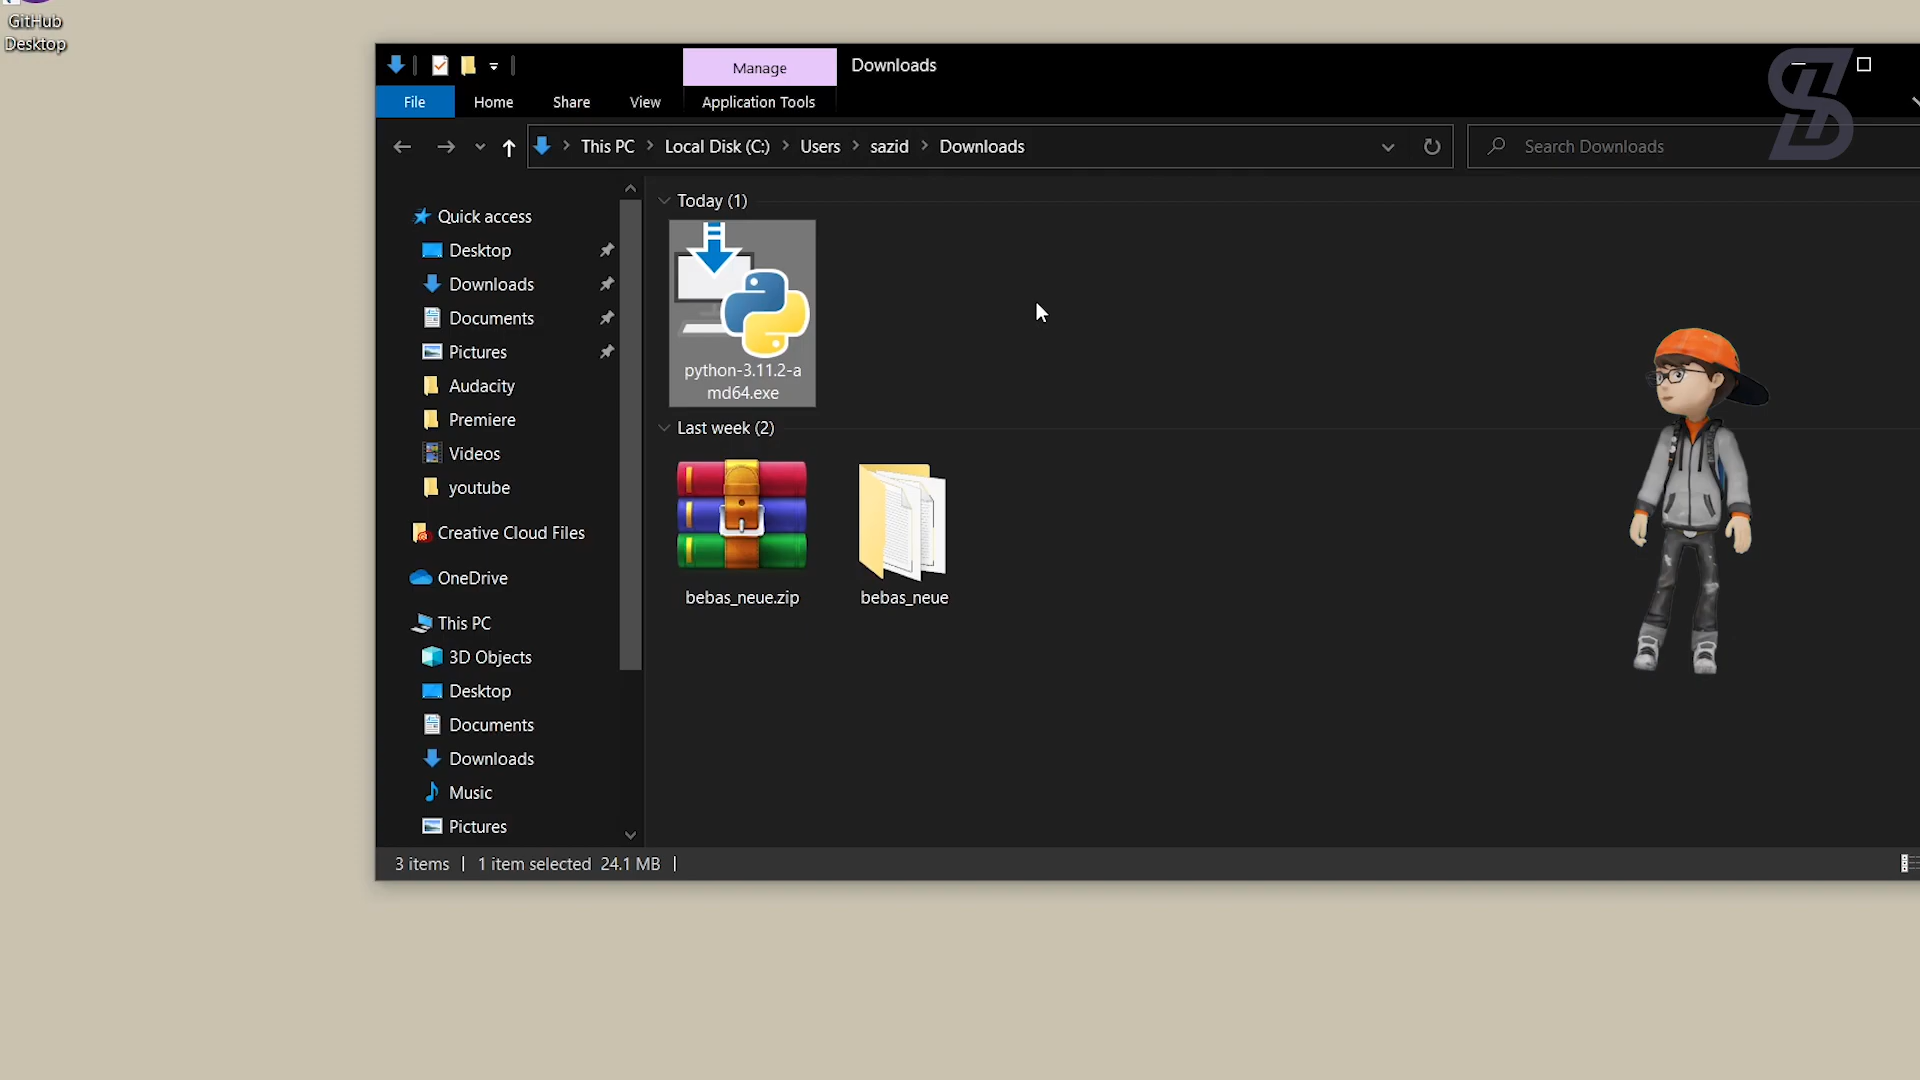 GitHub
Desktop
Manage
Downloads
File
Home
Share
View
Application Tools
This PC
Local Disk (C:)
Users
sazid
Downloads
Search Downloads
Quick access
Desktop
Downloads
Documents
Pictures
Audacity
Premiere
Videos
youtube
Creative Cloud Files
OneDrive
This PC
3D Objects
Desktop
Documents
Downloads
Music
Pictures
Today (1)
python-3.11.2-a
md64.exe
Last week (2)
bebas_neue.zip
bebas_neue
3 items
1 item selected 24.1 MB